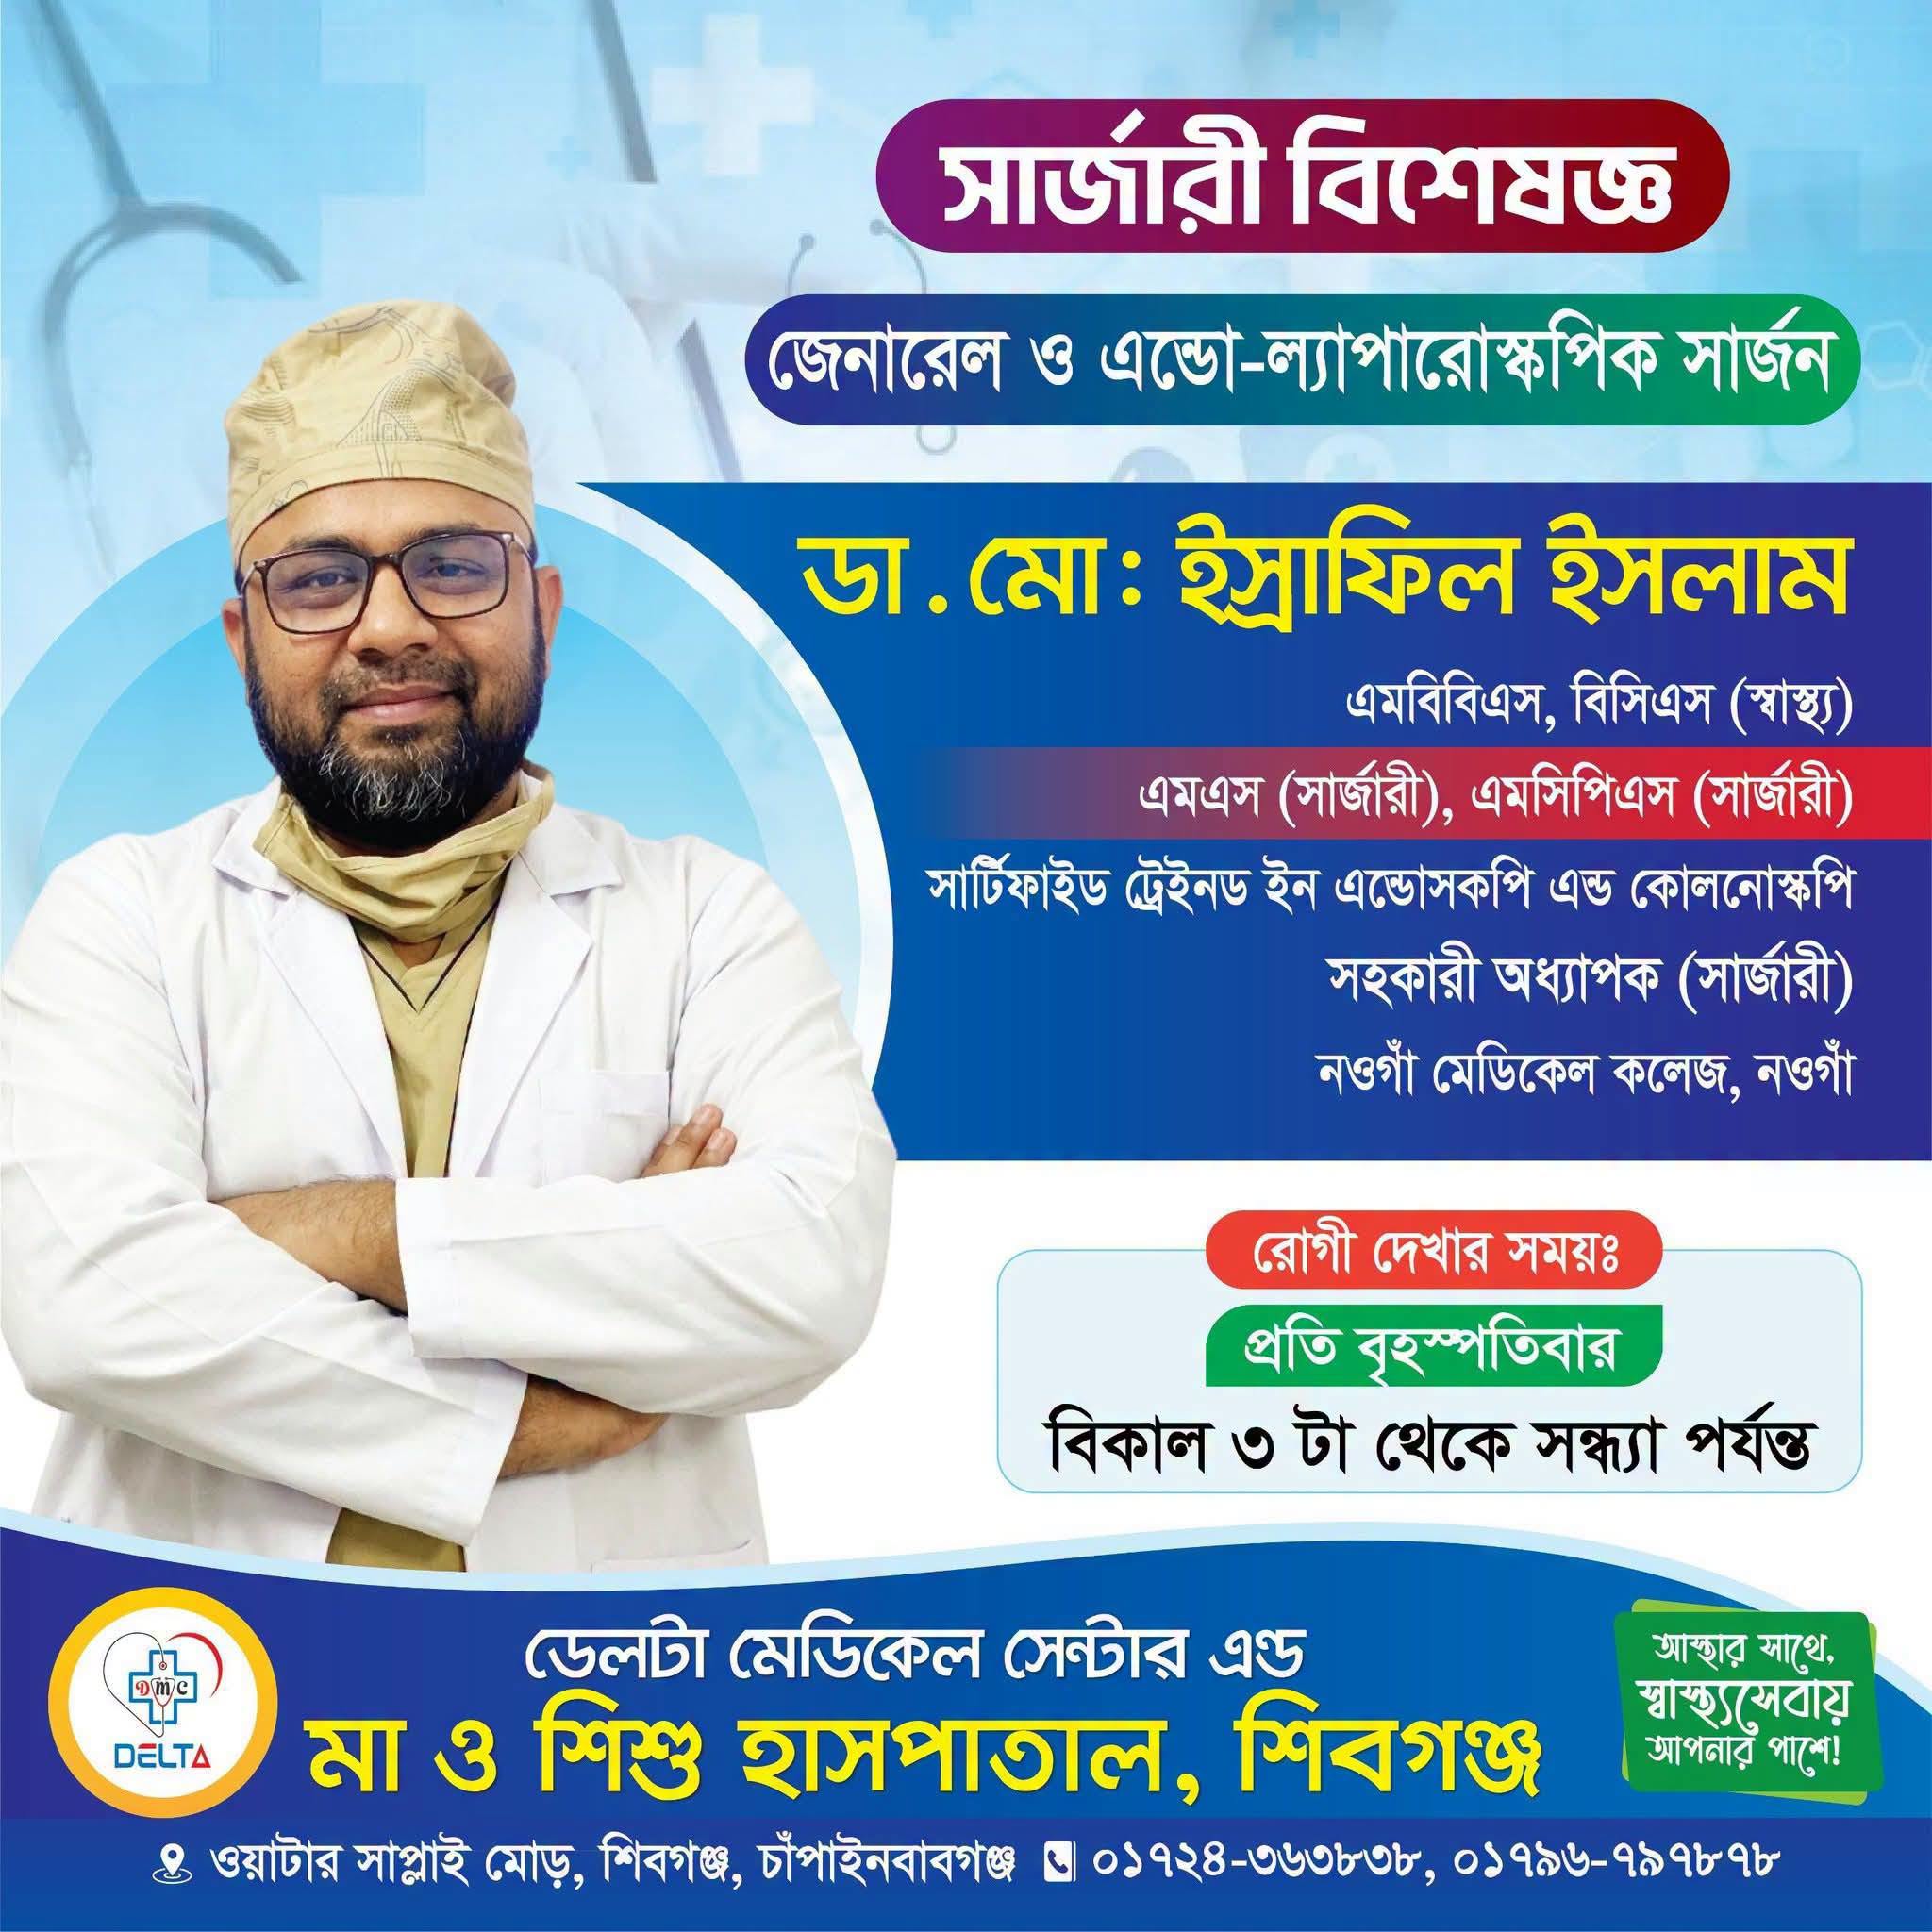 সার্জারী বিশেষজ্ঞ
জেনারেল ও এন্ডো-ল্যাপারোস্কপিক সার্জন
ডা. মো: ইস্রাফিল ইসলাম
এমবিবিএস, বিসিএস (স্বাস্থ্য)
এমএস (সার্জারী), এমসিপিএস (সার্জারী)
সার্টিফাইড ট্রেইনড ইন এন্ডোসকপি এন্ড কোলনোস্কপি
সহকারী অধ্যাপক (সার্জারী)
নওগাঁ মেডিকেল কলেজ, নওগাঁ
রোগী দেখার সময়ঃ
প্রতি বৃহস্পতিবার
বিকাল ৩ টা থেকে সন্ধ্যা পর্যন্ত
DMC
DELTA
ডেলটা মেডিকেল সেন্টার এণ্ড
মা ও শিশু হাসপাতাল, শিবগঞ্জ
আস্থার সাথে,
স্বাস্থ্যসেবায়
আপনার পাশে!
ওয়াটার সাপ্লাই মোড়, শিবগঞ্জ, চাঁপাইনবাবগঞ্জ ০১৭২৪-৩৬৩৮৩৮, ০১৭৯৬-৭৯৭৮৭৮